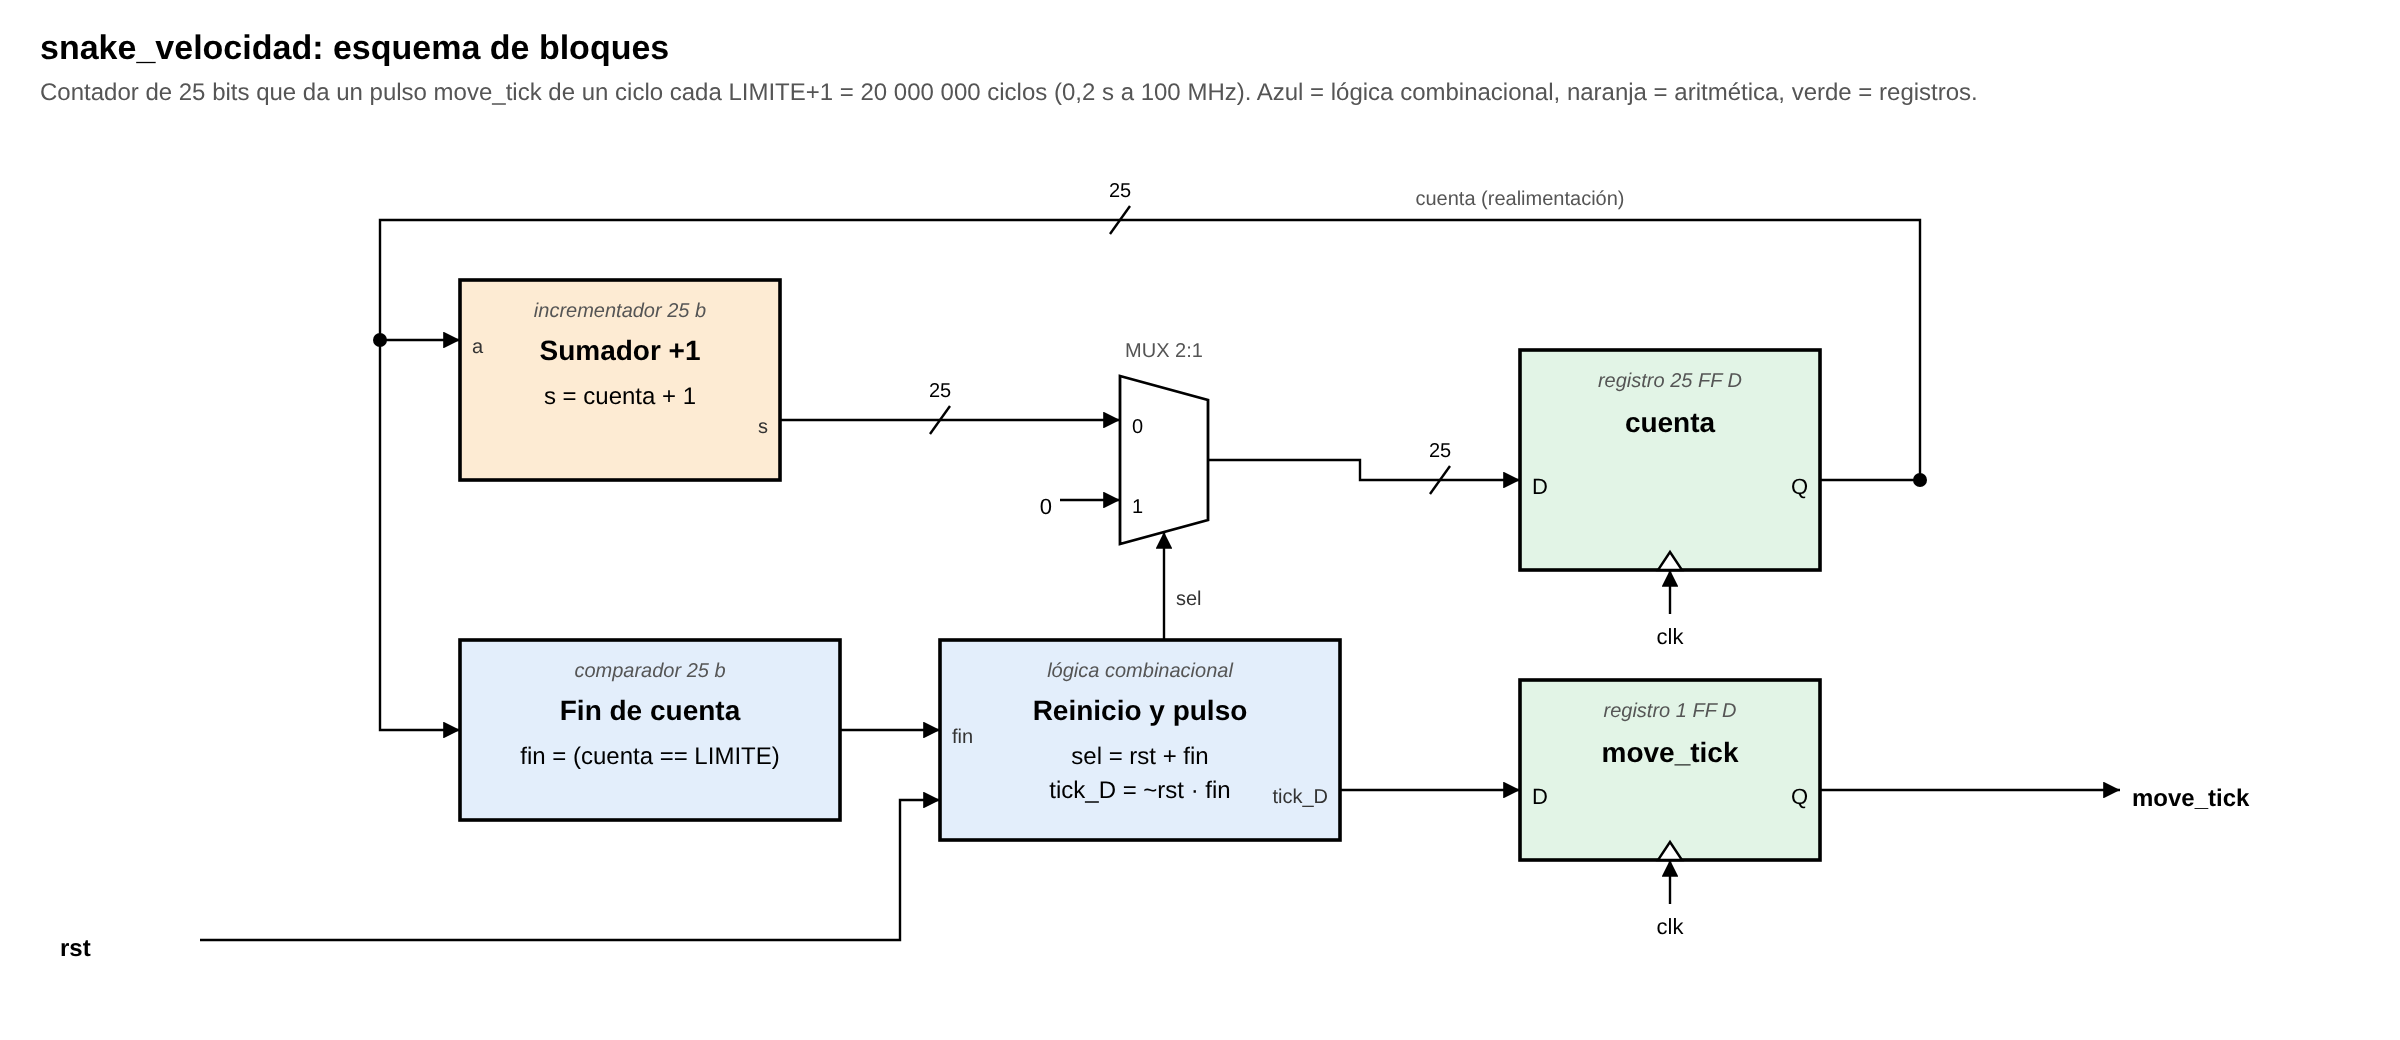 snake_velocidad: esquema de bloques
Contador de 25 bits que da un pulso move_tick de un ciclo cada LIMITE+1 = 20 000 000 ciclos (0,2 s a 100 MHz). Azul = lógica combinacional, naranja = aritmética, verde = registros.
25
cuenta (realimentación)
incrementador 25 b
a
Sumador +1
s = cuenta + 1
s
25
MUX 2:1
0
0
1
sel
25
registro 25 FF D
cuenta
D
Q
clk
comparador 25 b
Fin de cuenta
fin = (cuenta == LIMITE)
lógica combinacional
Reinicio y pulso
fin
sel = rst + fin
tick_D = ~rst · fin
tick_D
registro 1 FF D
move_tick
D
Q
clk
move_tick
rst